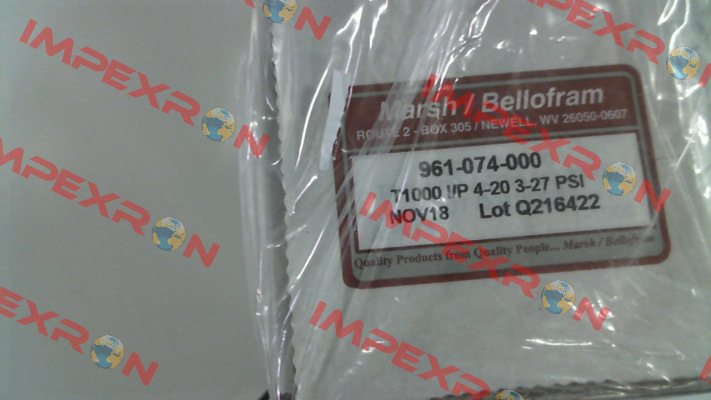 Marsh / Bellofram
ROUTE 2 - BOX 305 / NEWELL, WV 26050-0607
961-074-000
T1000 I/P 4-20 3-27 PSI
NOV18 Lot Q216422
Quality Products from Quality People... Marsh / Bellofram
IMPEXRON
IMPEXRON
IMPEXRON
IMPEXRON
IMPEXRON
IMPEXRON
IMPEXRON